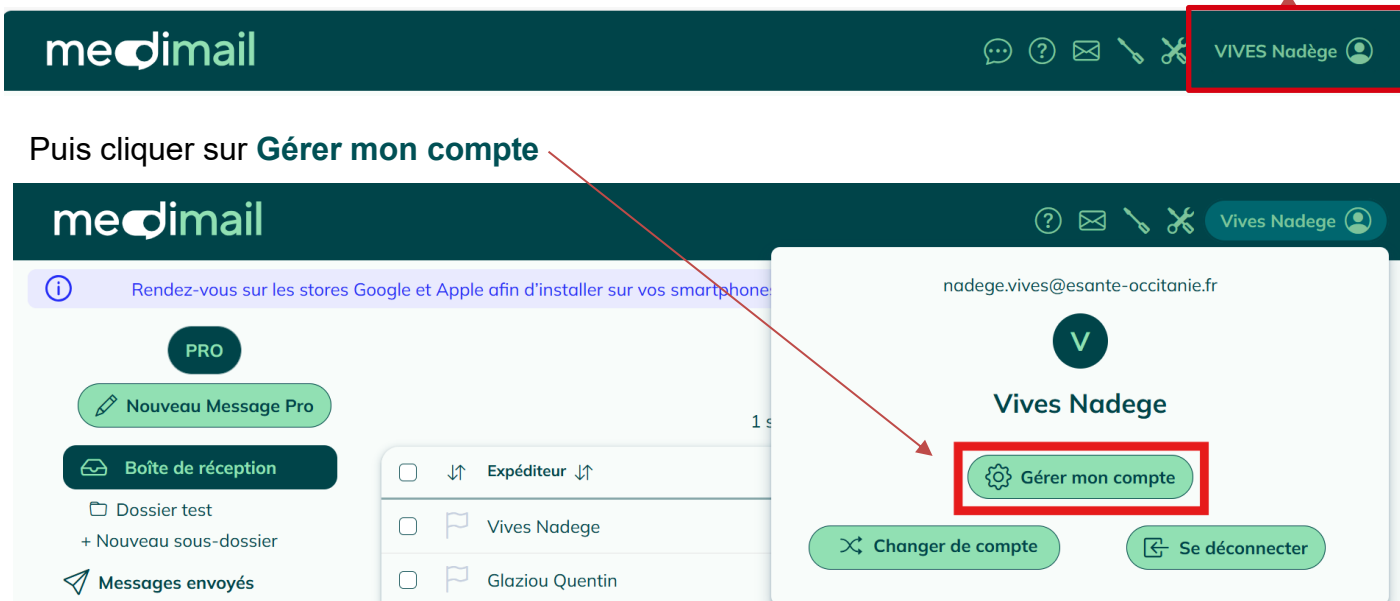 medimail
VIVES Nadège
Puis cliquer sur Gérer mon compte
medimail
Vives Nadege
Rendez-vous sur les stores Google et Apple afin d'installer sur vos smartphones
nadege.vives@esante-occitanie.fr
PRO
V
Nouveau Message Pro
Vives Nadege
1 s
Boîte de réception
Expéditeur
Gérer mon compte
Dossier test
Vives Nadege
+ Nouveau sous-dossier
Changer de compte
Se déconnecter
Messages envoyés
Glaziou Quentin